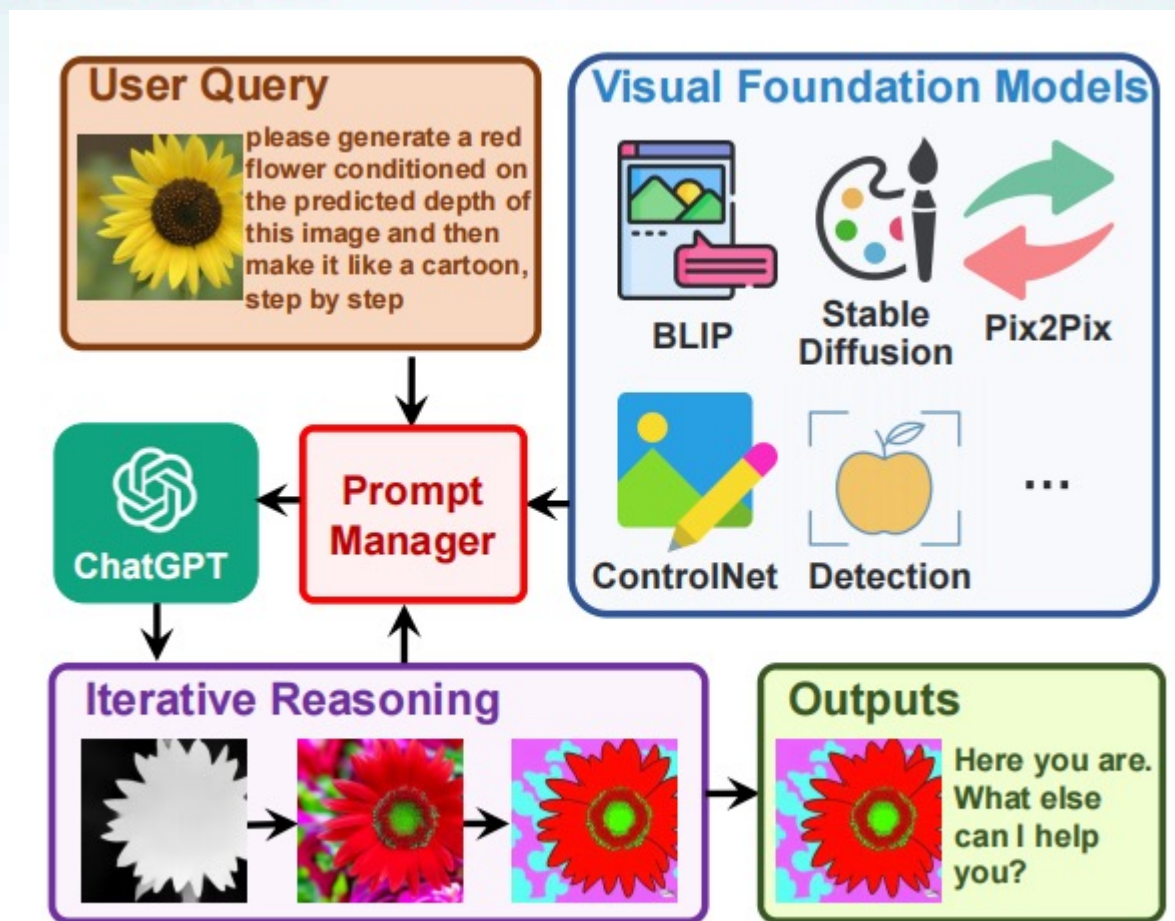 User Query
please generate a red
flower conditioned on
the predicted depth of
this image and then
make it like a cartoon,
step by step
Visual Foundation Models
BLIP
Stable
Diffusion
Pix2Pix
ControlNet
Detection
...
ChatGPT
Prompt
Manager
Iterative Reasoning
Outputs
Here you are.
What else
can I help
you?